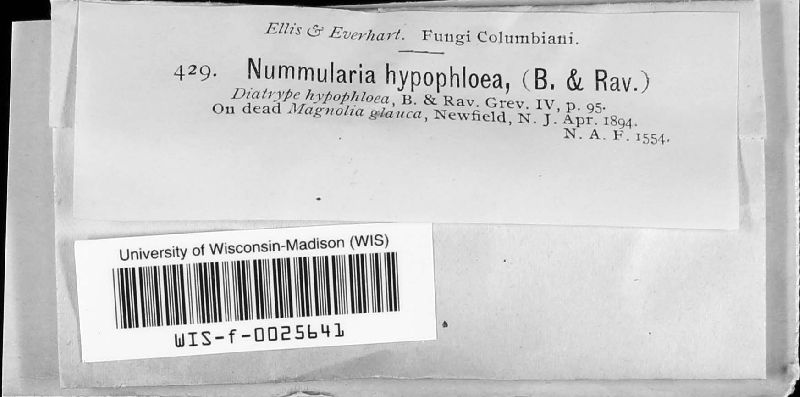 Ellis & Everhart. Fungi Columbiani.
429. Nummularia hypophloea, (B. & Rav.)
Diatrype hypophloea, B. & Rav. Grev. IV, p. 95.
On dead Magnolia glauca, Newfield, N. J. Apr. 1894.
N. A. F. 1554.
University of Wisconsin-Madison (WIS)
WIS-f-0025641